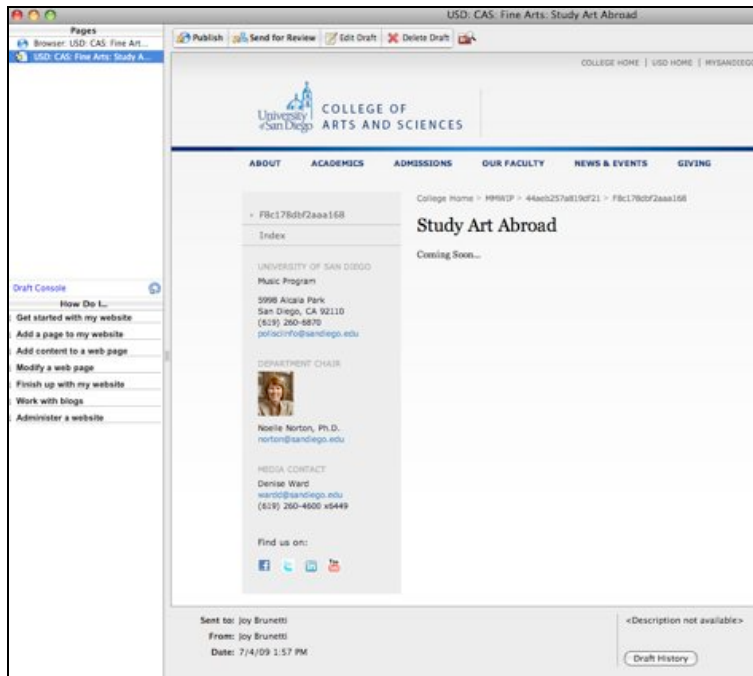 USD: CAS: Fine Arts: Study Art Abroad
Pages
Browser: USD: CAS: Fine Art...
USD: CAS: Fine Arts: Study A...
Publish
Send for Review
Edit Draft
Delete Draft
COLLEGE HOME | USD HOME | MYSANDIEGO
University of San Diego
COLLEGE OF
ARTS AND SCIENCES
ABOUT ACADEMICS ADMISSIONS OUR FACULTY NEWS & EVENTS GIVING
College Home > MMWIP > 44aeb257a819df21 > F8c178dbf2aaa168
F8c178dbf2aaa168
Index
Study Art Abroad
Coming Soon...
UNIVERSITY OF SAN DIEGO
Music Program
5998 Alcala Park
San Diego, CA 92110
(619) 260-6870
polisciinfo@sandiego.edu
DEPARTMENT CHAIR
Noelle Norton, Ph.D.
norton@sandiego.edu
MEDIA CONTACT
Denise Ward
wardd@sandiego.edu
(619) 260-4600 x6449
Find us on:
Draft Console
How Do I...
Get started with my website
Add a page to my website
Add content to a web page
Modify a web page
Finish up with my website
Work with blogs
Administer a website
Sent to: Joy Brunetti
From: Joy Brunetti
Date: 7/4/09 1:57 PM
<Description not available>
Draft History